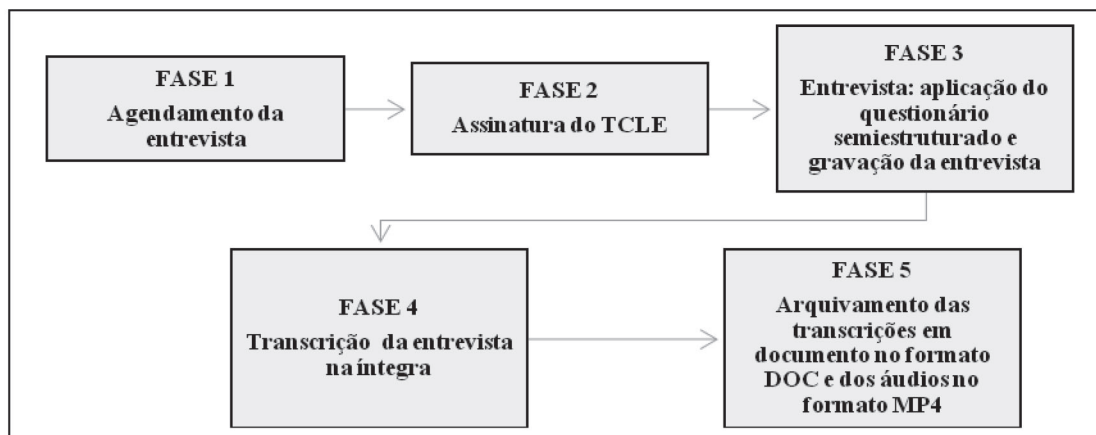 FASE 1
Agendamento da
entrevista
FASE 2
Assinatura do TCLE
FASE 3
Entrevista: aplicação do
questionário
semiestruturado e
gravação da entrevista
FASE 4
Transcrição da entrevista
na íntegra
FASE 5
Arquivamento das
transcrições em
documento no formato
DOC e dos áudios no
formato MP4